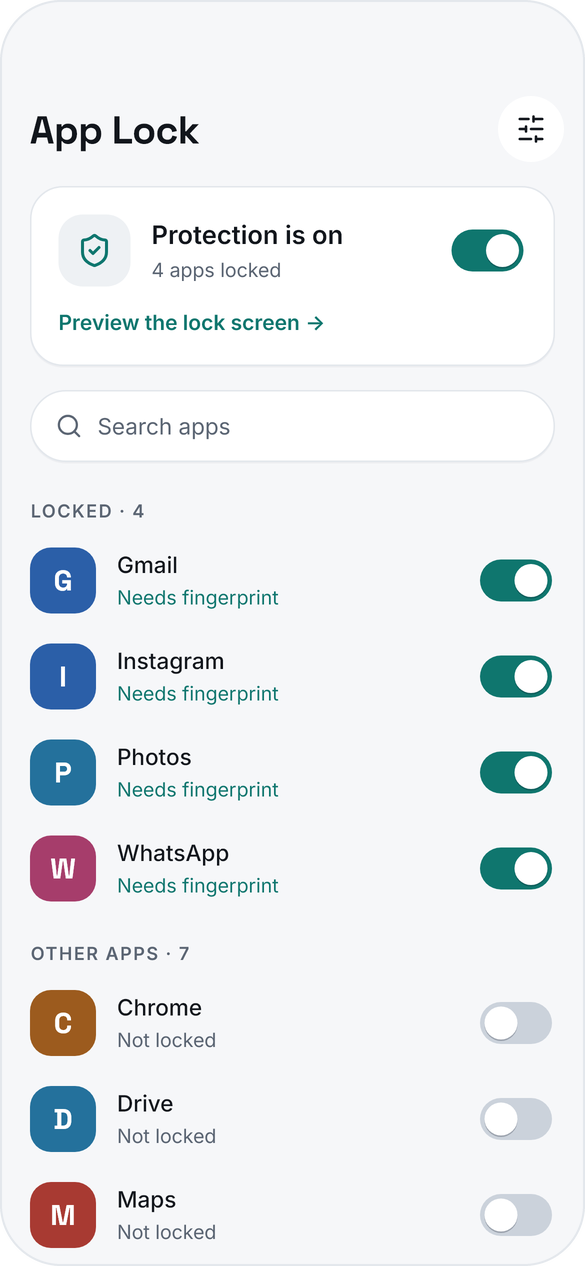 App Lock
Protection is on
4 apps locked
Preview the lock screen →
Search apps
LOCKED · 4
G
Gmail
Needs fingerprint
I
Instagram
Needs fingerprint
P
Photos
Needs fingerprint
W
WhatsApp
Needs fingerprint
OTHER APPS · 7
C
Chrome
Not locked
D
Drive
Not locked
M
Maps
Not locked